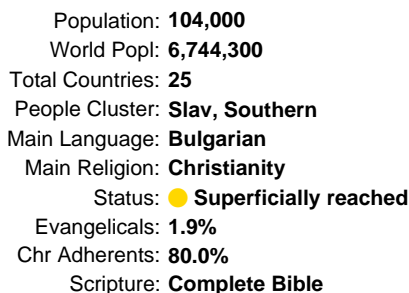 Population: 104,000
World Popl: 6,744,300
Total Countries: 25
People Cluster: Slav, Southern
Main Language: Bulgarian
Main Religion: Christianity
Status: Superficially reached
Evangelicals: 1.9%
Chr Adherents: 80.0%
Scripture: Complete Bible